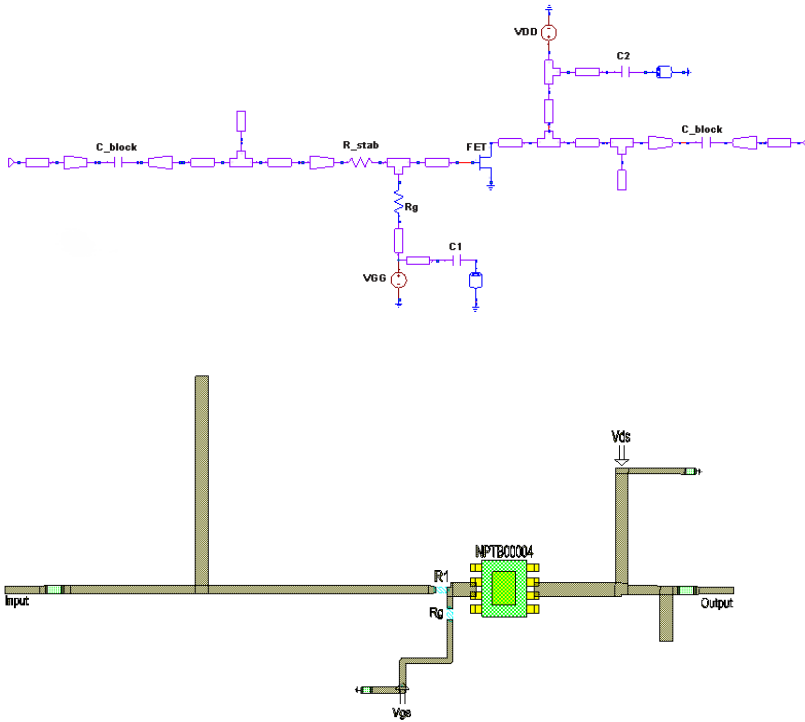 VDD
C2
C_block
R_stab
FET
C_block
Rg
C1
VGG
Vds
NPTB00004
R1
Input
Rg
Output
Vgs